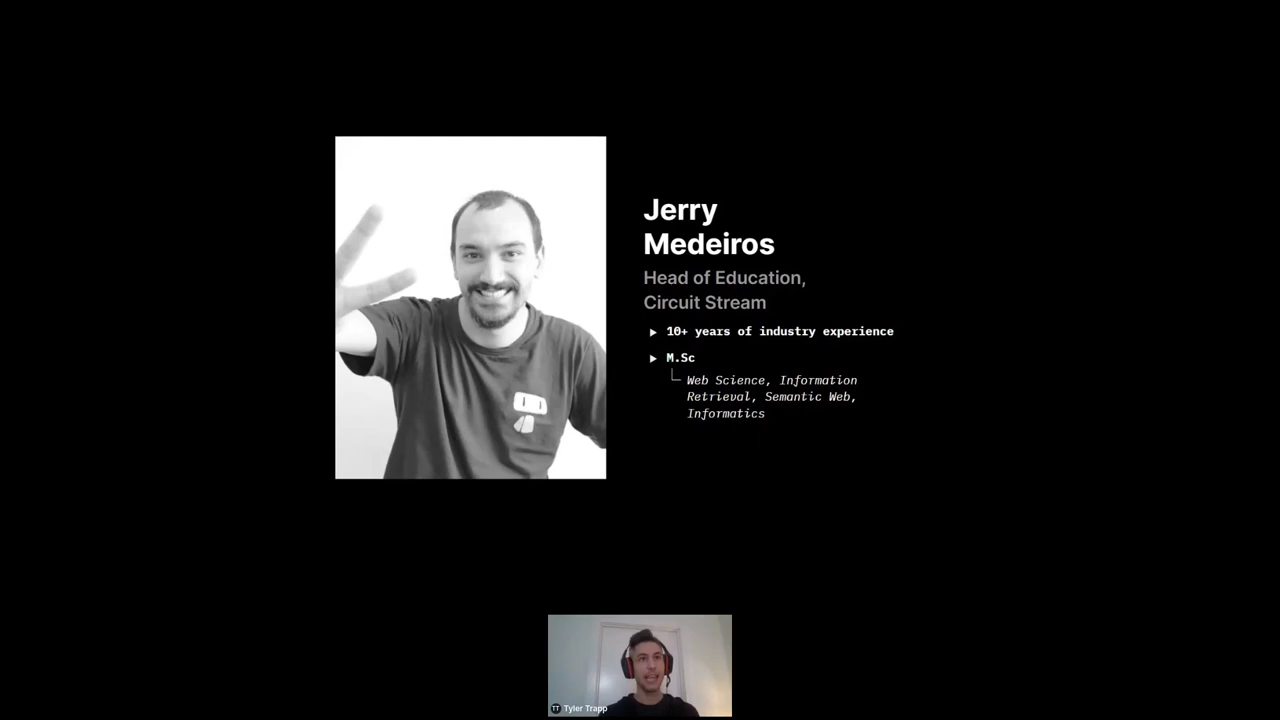 Jerry
Medeiros
Head of Education,
Circuit Stream
▶ 10+ years of industry experience
▶ M.Sc
Web Science, Information
Retrieval, Semantic Web,
Informatics
TT Tyler Trapp